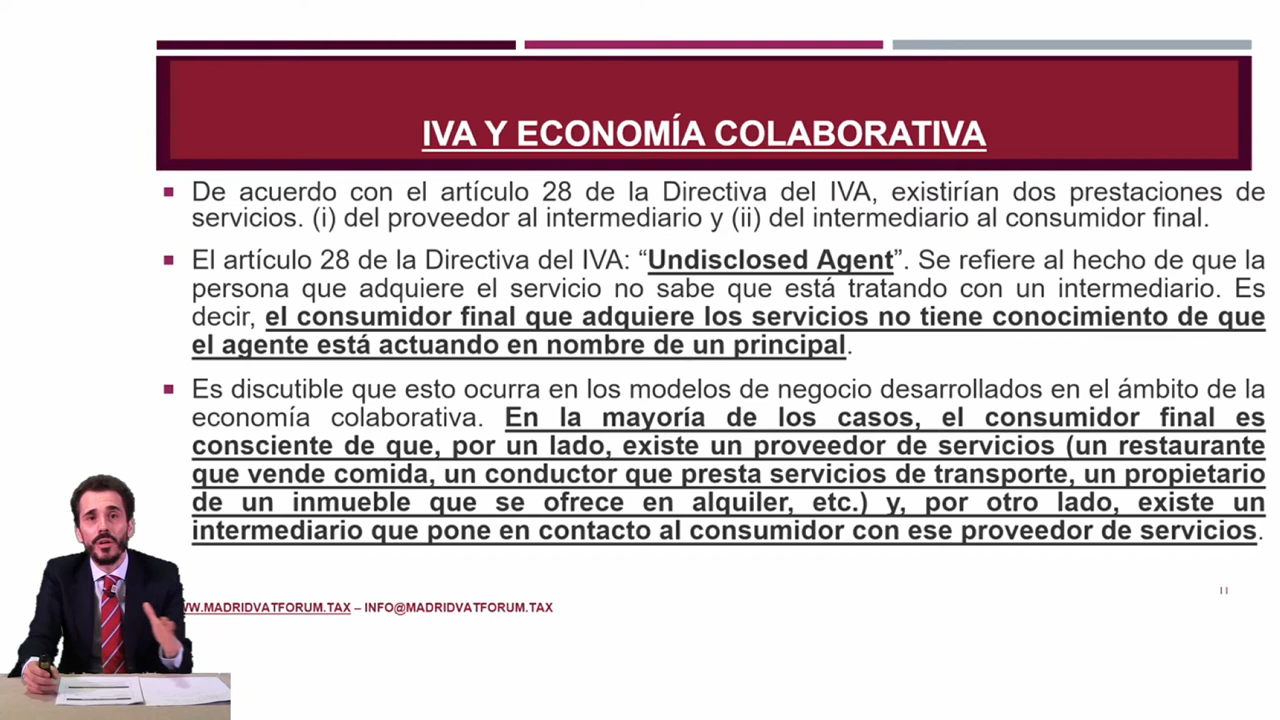 IVA Y ECONOMÍA COLABORATIVA
De acuerdo con el artículo 28 de la Directiva del IVA, existirían dos prestaciones de
servicios. (i) del proveedor al intermediario y (ii) del intermediario al consumidor final.
El artículo 28 de la Directiva del IVA: “Undisclosed Agent”. Se refiere al hecho de que la
persona que adquiere el servicio no sabe que está tratando con un intermediario. Es
decir, el consumidor final que adquiere los servicios no tiene conocimiento de que
el agente está actuando en nombre de un principal.
Es discutible que esto ocurra en los modelos de negocio desarrollados en el ámbito de la
economía colaborativa. En la mayoría de los casos, el consumidor final es
consciente de que, por un lado, existe un proveedor de servicios (un restaurante
que vende comida, un conductor que presta servicios de transporte, un propietario
de un inmueble que se ofrece en alquiler, etc.) y, por otro lado, existe un
intermediario que pone en contacto al consumidor con ese proveedor de servicios.
11
WW.MADRIDVATFORUM.TAX – INFO@MADRIDVATFORUM.TAX